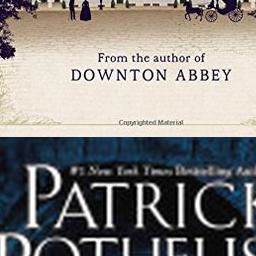 From the author of
DOWNTON ABBEY
Copyrighted Material
#1 New York Times Bestselling
PATRICK